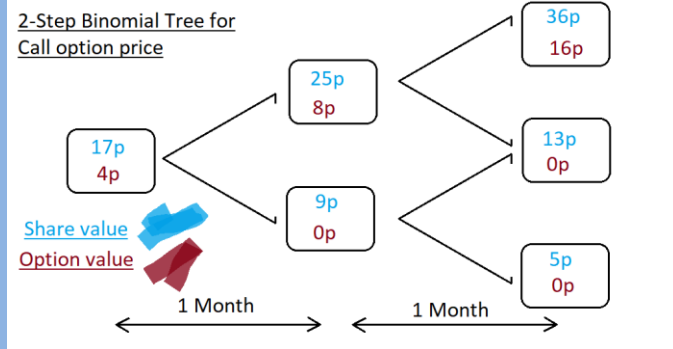 2-Step Binomial Tree for
Call option price
36p
16p
25p
8p
17p
4p
13p
0p
9p
0p
Share value
Option value
5p
0p
1 Month
1 Month